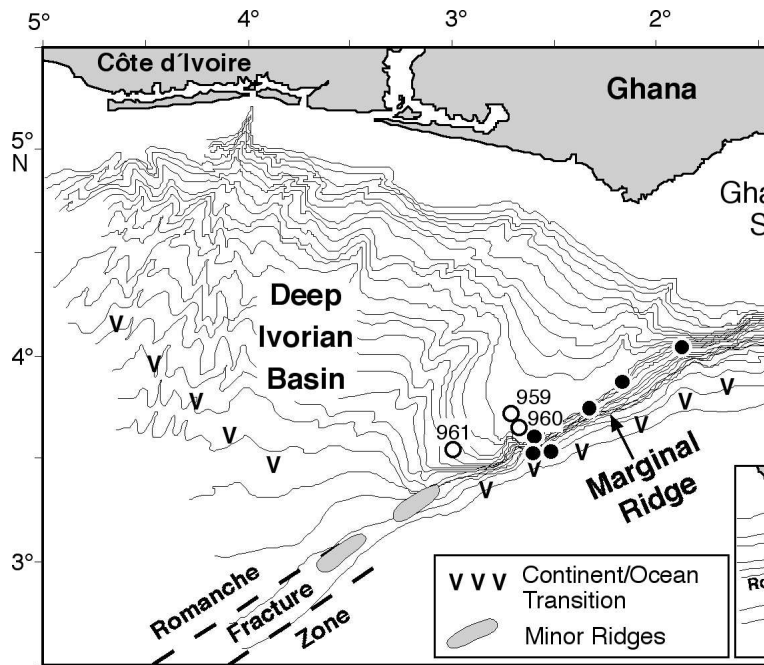 5° 4° 3° 2°
Côte d´Ivoire
Ghana
5°
N
Gha
S
Deep
Ivorian
Basin
4°
959
960
961
Marginal
Ridge
3°
Romanche
Fracture
Zone
V V V Continent/Ocean
Transition
Minor Ridges
Ro